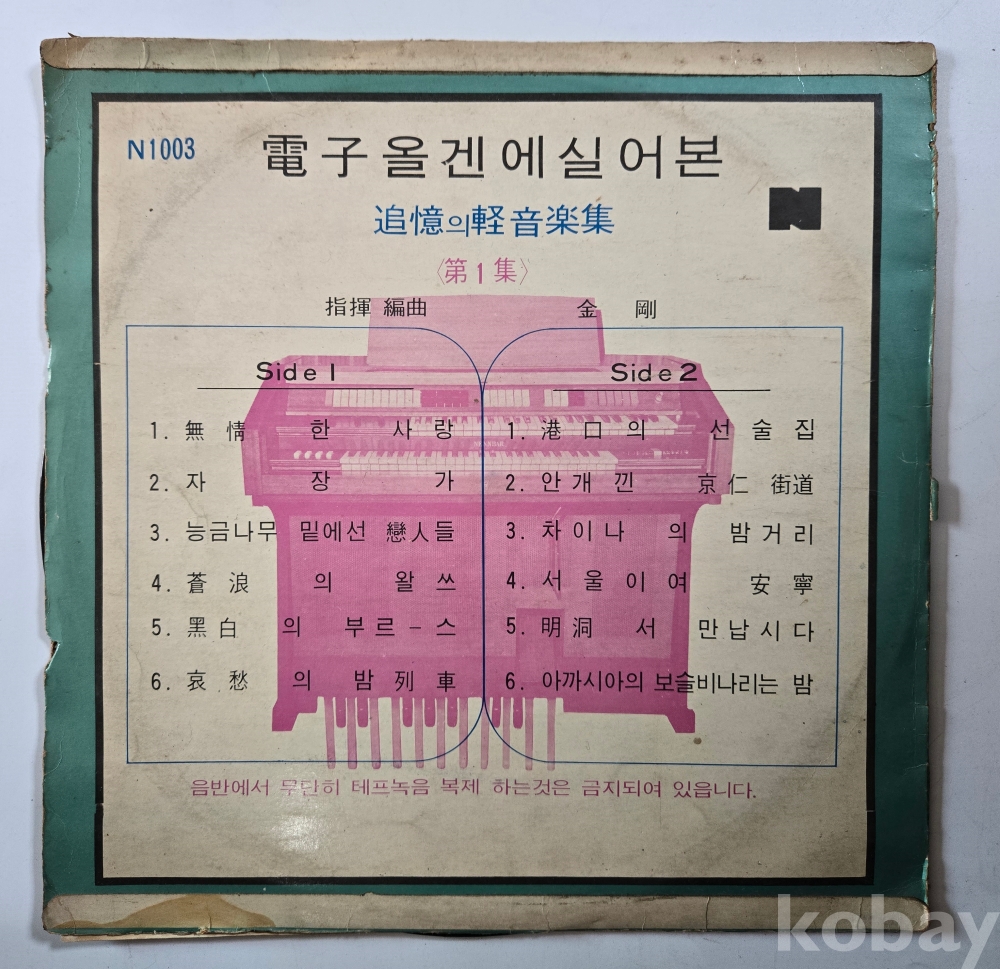 N1003
電子올겐에실어본
追憶의軽音楽集
〈第1集〉
指揮 編曲 金剛
Side 1
1. 無情한 사랑
2. 자장가
3. 능금나무 밑에선 戀人들
4. 蒼浪의 왈쓰
5. 黑白의 부르-스
6. 哀愁의 밤 列車
Side 2
1. 港口의 선술집
2. 안개낀 京仁 街道
3. 차이나의 밤거리
4. 서울이여 安寧
5. 明洞서 만납시다
6. 아까시아의 보슬비나리는 밤
음반에서 무단히 테프녹음 복제 하는것은 금지되여 있읍니다.
N
kobay